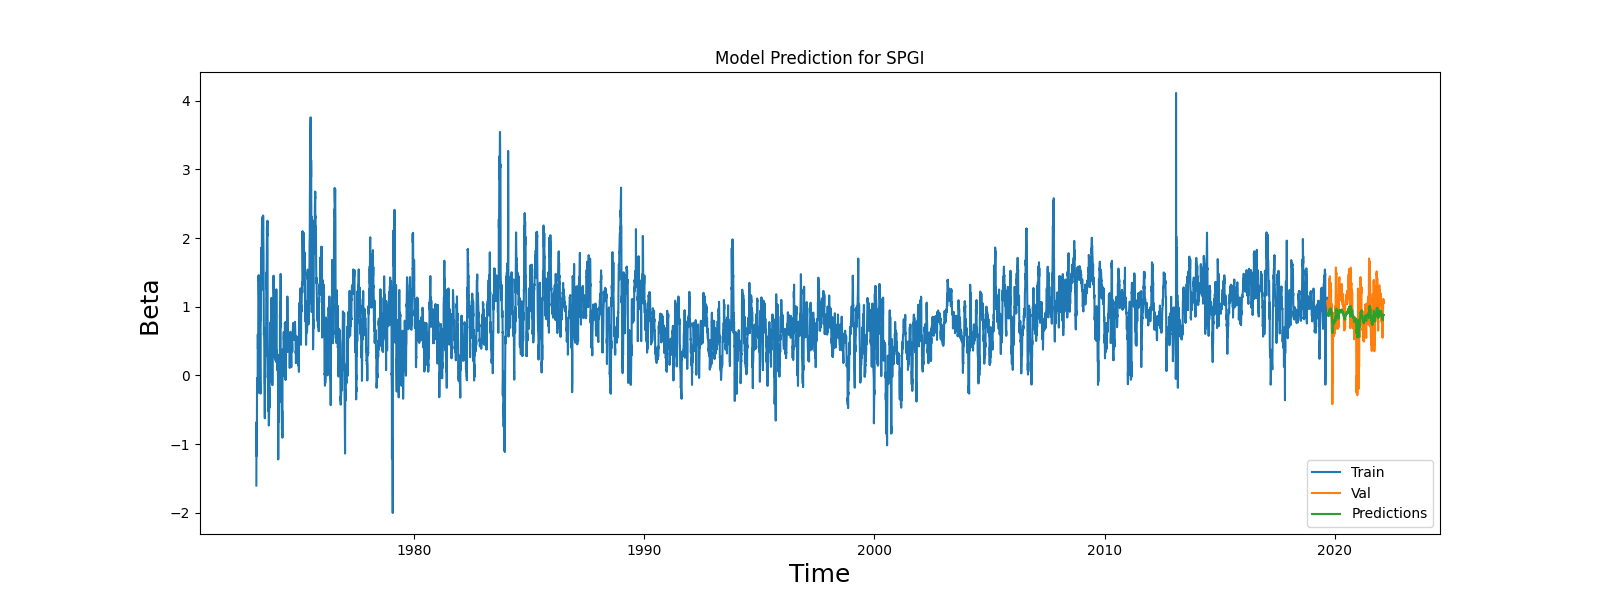 Model Prediction for SPGI
4
3
2
1
0
−1
−2
Beta
1980
1990
2000
2010
2020
Time
Train
Val
Predictions